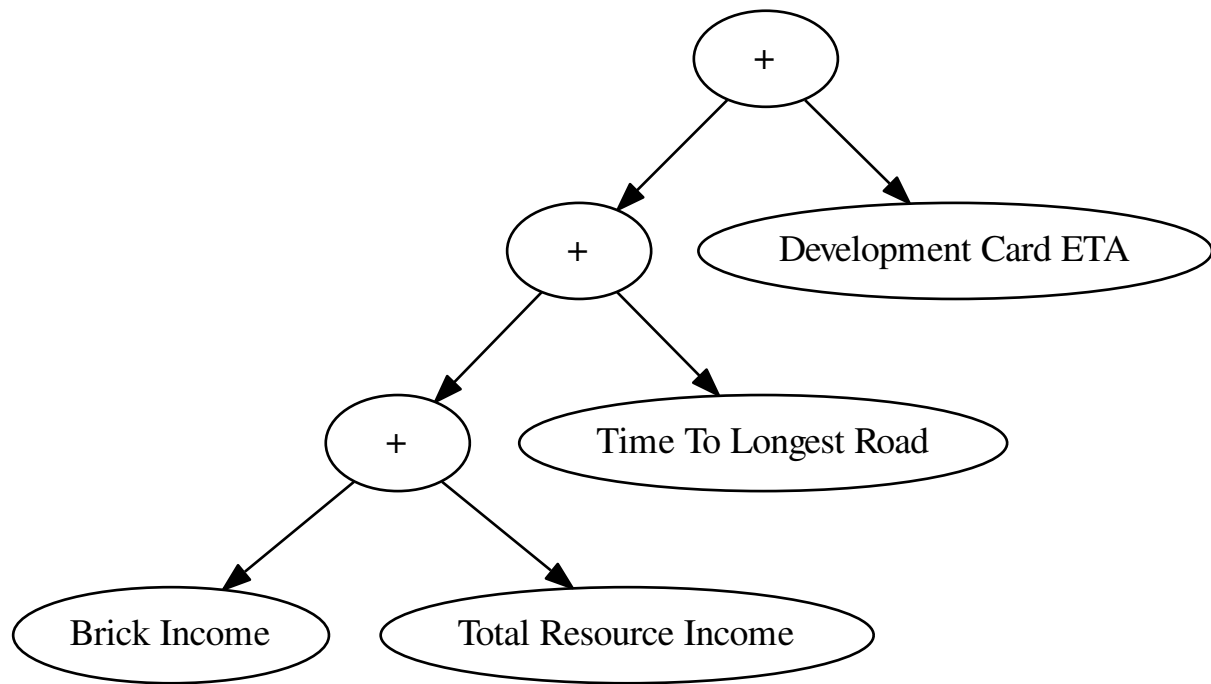 +
+
Development Card ETA
+
Time To Longest Road
Brick Income
Total Resource Income